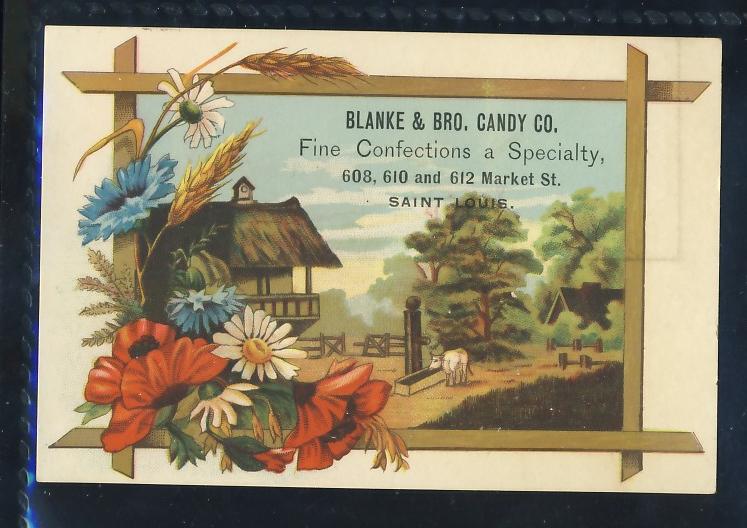 BLANKE & BRO. CANDY CO.
Fine Confections a Specialty,
608, 610 and 612 Market St.
SAINT LOUIS.